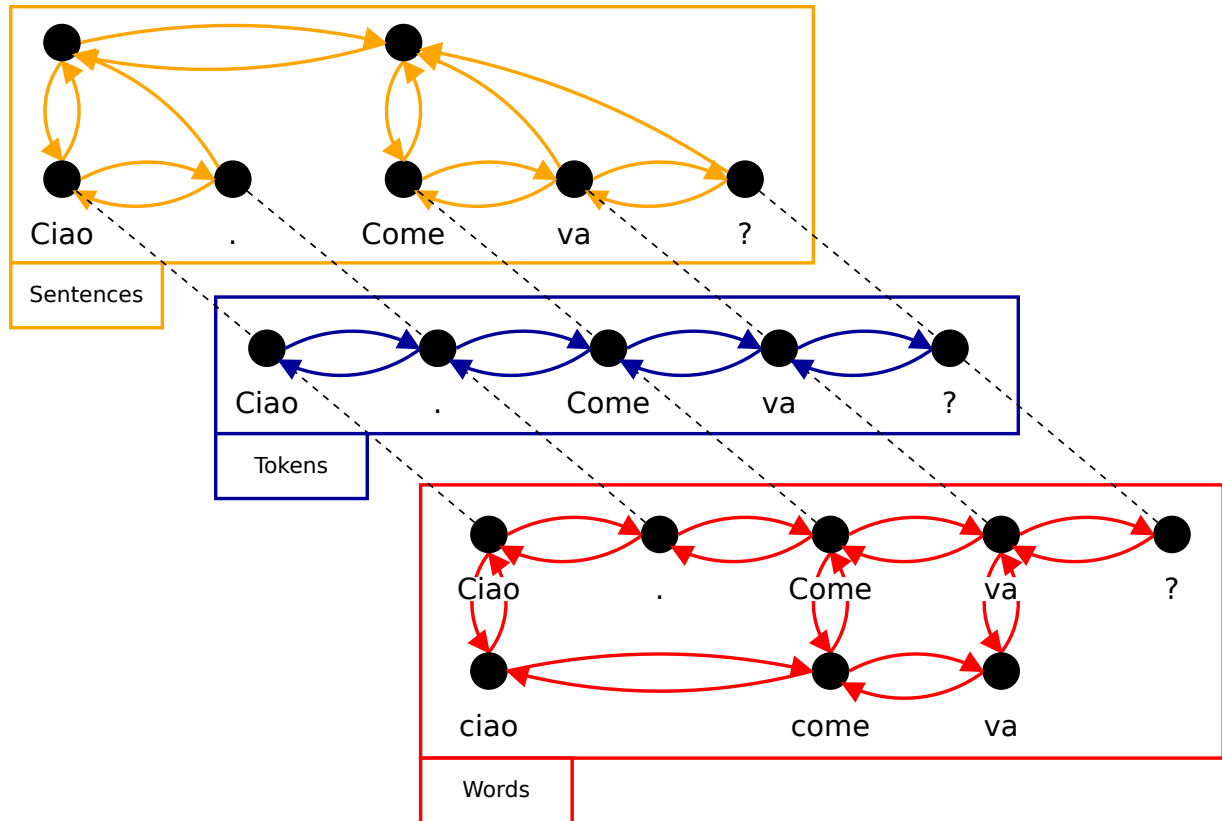 Ciao . Come va ?
Sentences
Ciao . Come va ?
Tokens
Ciao . Come va ?
ciao come va
Words